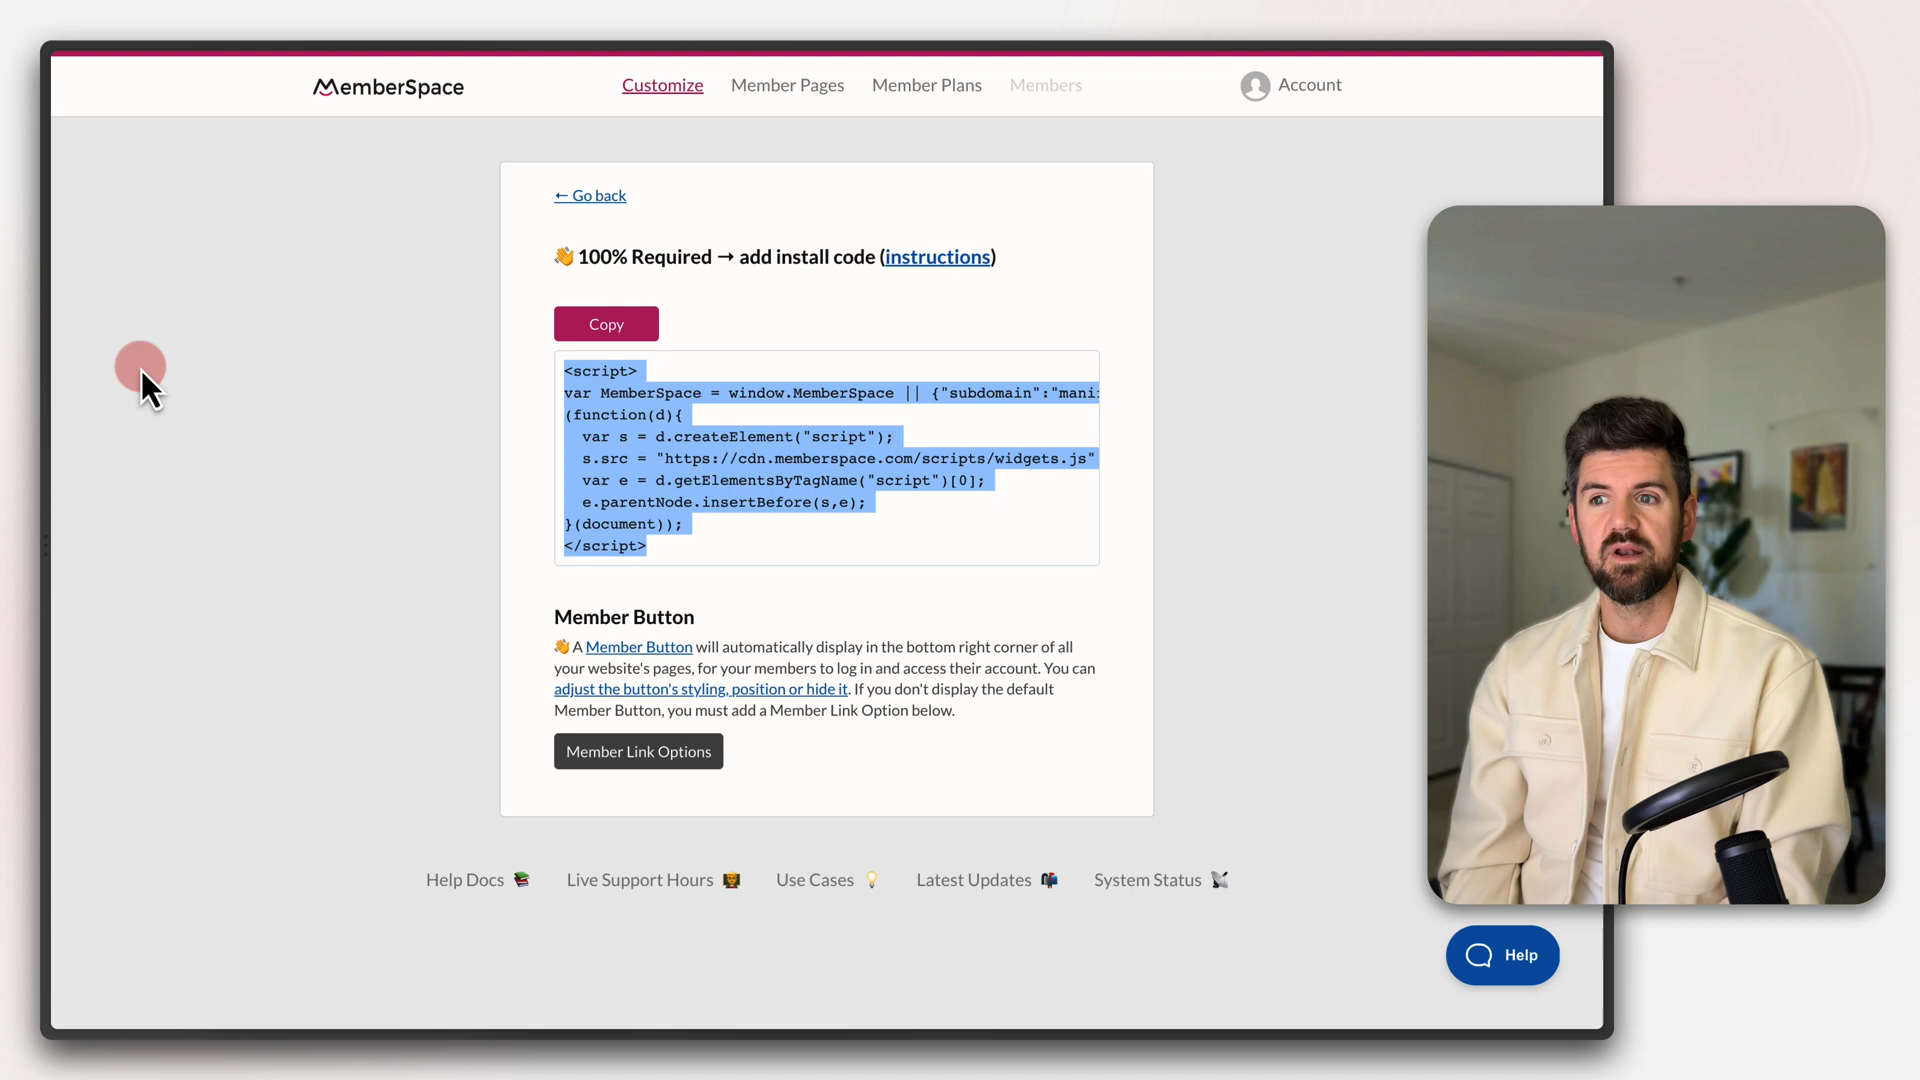 MemberSpace
Customize Member Pages Member Plans Members Account
← Go back
👋 100% Required → add install code (instructions)
Copy
<script>
var MemberSpace = window.MemberSpace || {"subdomain":"mani
(function(d){
var s = d.createElement("script");
s.src = "https://cdn.memberspace.com/scripts/widgets.js"
var e = d.getElementsByTagName("script")[0];
e.parentNode.insertBefore(s,e);
}(document));
</script>
Member Button
👋 A Member Button will automatically display in the bottom right corner of all
your website's pages, for your members to log in and access their account. You can
adjust the button's styling, position or hide it. If you don't display the default
Member Button, you must add a Member Link Option below.
Member Link Options
Help Docs 📚 Live Support Hours 👩‍🏫 Use Cases 💡 Latest Updates 📬 System Status 📡
Help